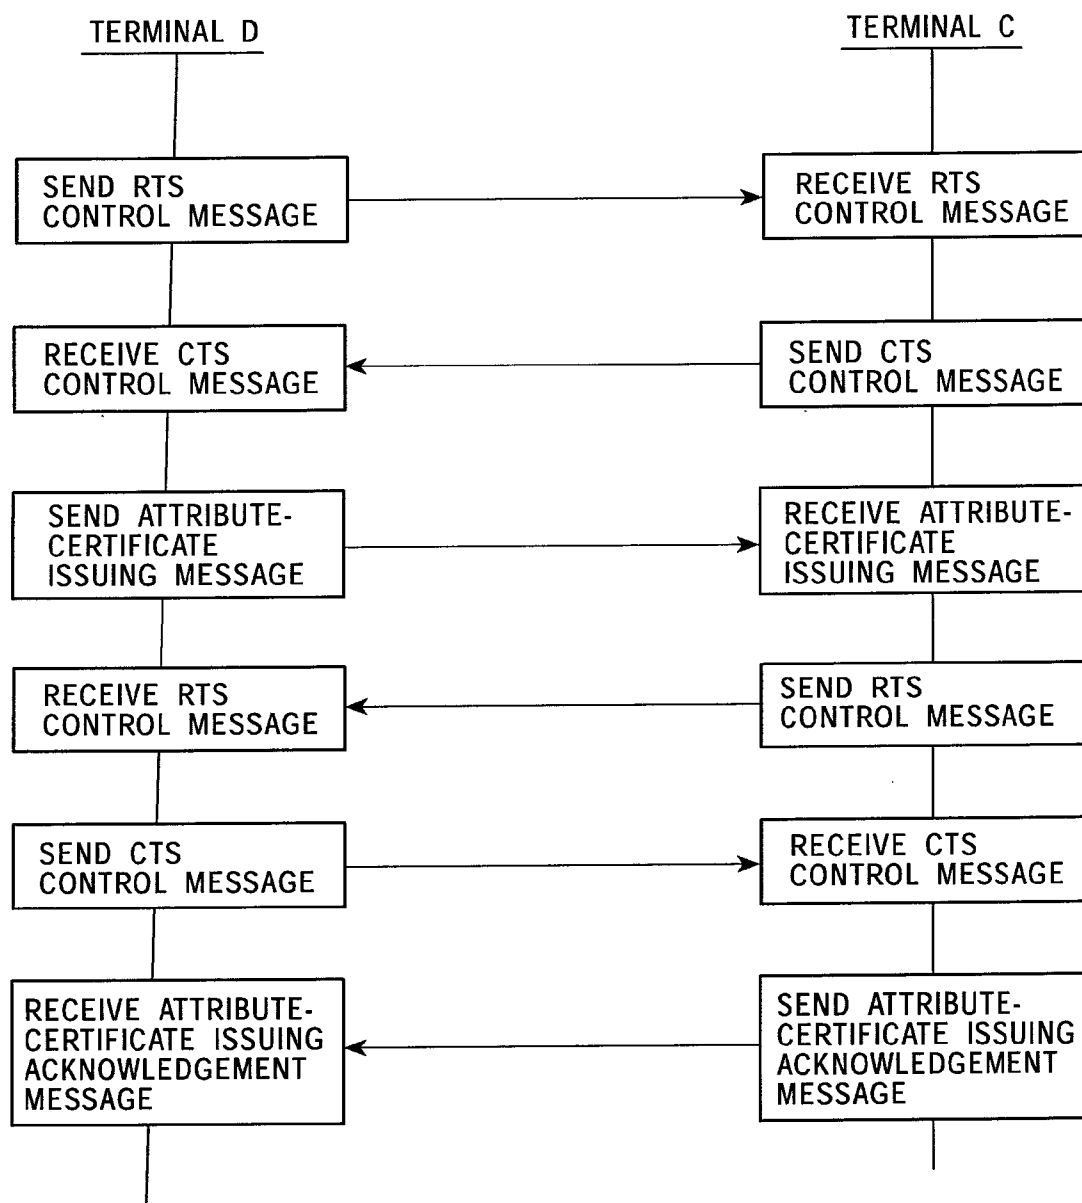 TERMINAL D
TERMINAL C
SEND RTS
CONTROL MESSAGE
RECEIVE RTS
CONTROL MESSAGE
RECEIVE CTS
CONTROL MESSAGE
SEND CTS
CONTROL MESSAGE
SEND ATTRIBUTE-
CERTIFICATE
ISSUING MESSAGE
RECEIVE ATTRIBUTE-
CERTIFICATE
ISSUING MESSAGE
RECEIVE RTS
CONTROL MESSAGE
SEND RTS
CONTROL MESSAGE
SEND CTS
CONTROL MESSAGE
RECEIVE CTS
CONTROL MESSAGE
RECEIVE ATTRIBUTE-
CERTIFICATE ISSUING
ACKNOWLEDGEMENT
MESSAGE
SEND ATTRIBUTE-
CERTIFICATE ISSUING
ACKNOWLEDGEMENT
MESSAGE